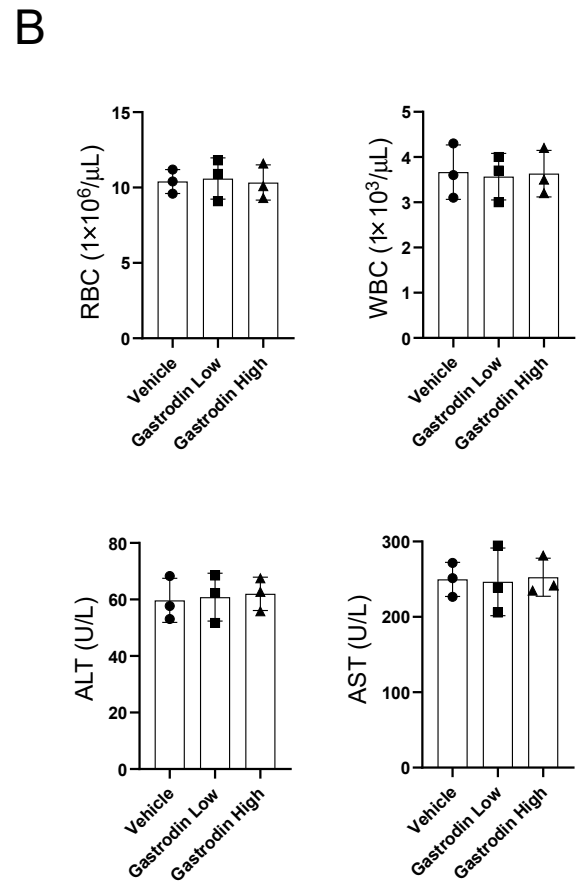 B
RBC (1×10⁶/μL)
15
10
5
0
Vehicle
Gastrodin Low
Gastrodin High
WBC (1×10³/μL)
5
4
3
2
1
0
Vehicle
Gastrodin Low
Gastrodin High
ALT (U/L)
80
60
40
20
0
Vehicle
Gastrodin Low
Gastrodin High
AST (U/L)
300
200
100
0
Vehicle
Gastrodin Low
Gastrodin High